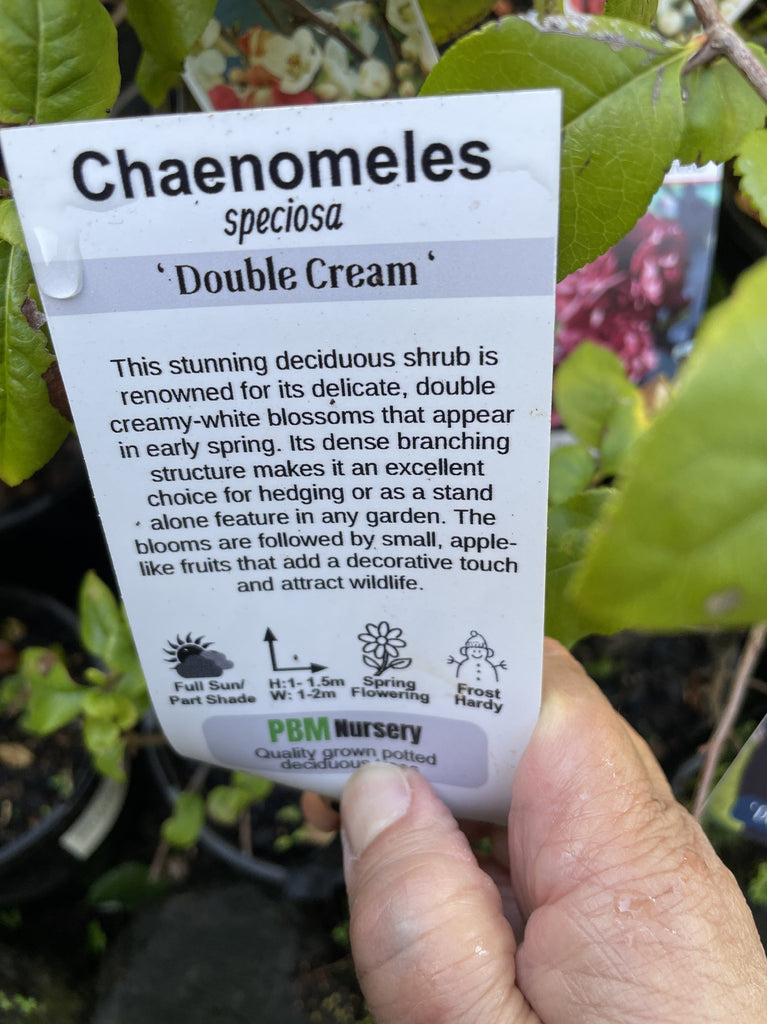 Chaenomeles
speciosa
‘ Double Cream ‘
This stunning deciduous shrub is
renowned for its delicate, double
creamy-white blossoms that appear
in early spring. Its dense branching
structure makes it an excellent
choice for hedging or as a stand
alone feature in any garden. The
blooms are followed by small, apple-
like fruits that add a decorative touch
and attract wildlife.
Full Sun/
Part Shade
H:1- 1.5m
W: 1-2m
Spring
Flowering
Frost
Hardy
PBM Nursery
Quality grown potted
deciduous